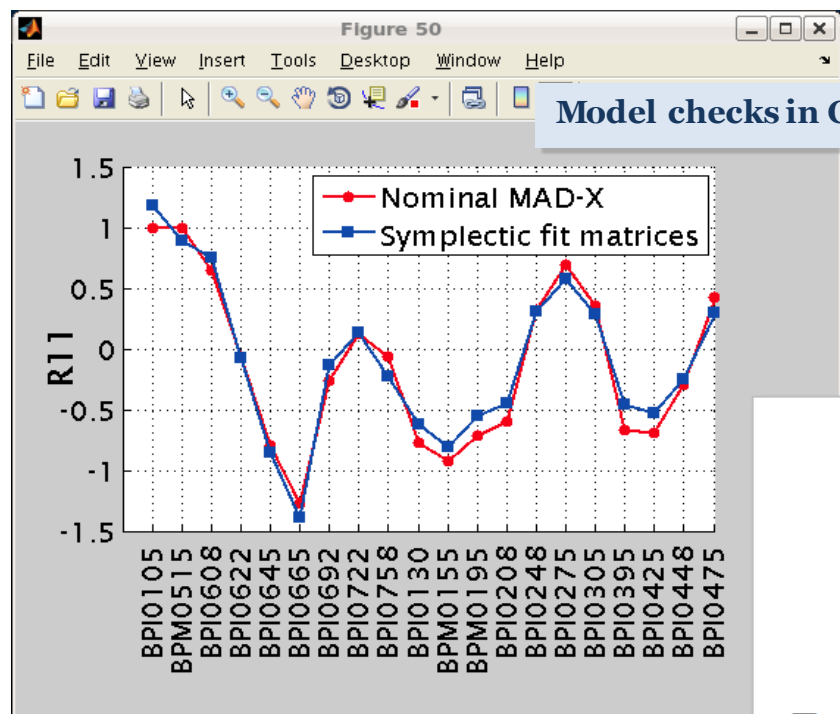 Figure 50
File Edit View Insert Tools Desktop Window Help
Model checks in
Nominal MAD-X
Symplectic fit matrices
1.5
1
0.5
0
-0.5
-1
-1.5
R11
BPI0105
BPM0515
BPI0608
BPI0622
BPI0645
BPI0665
BPI0692
BPI0722
BPI0758
BPI0130
BPM0155
BPM0195
BPI0208
BPI0248
BPI0275
BPI0305
BPI0395
BPI0425
BPI0448
BPI0475